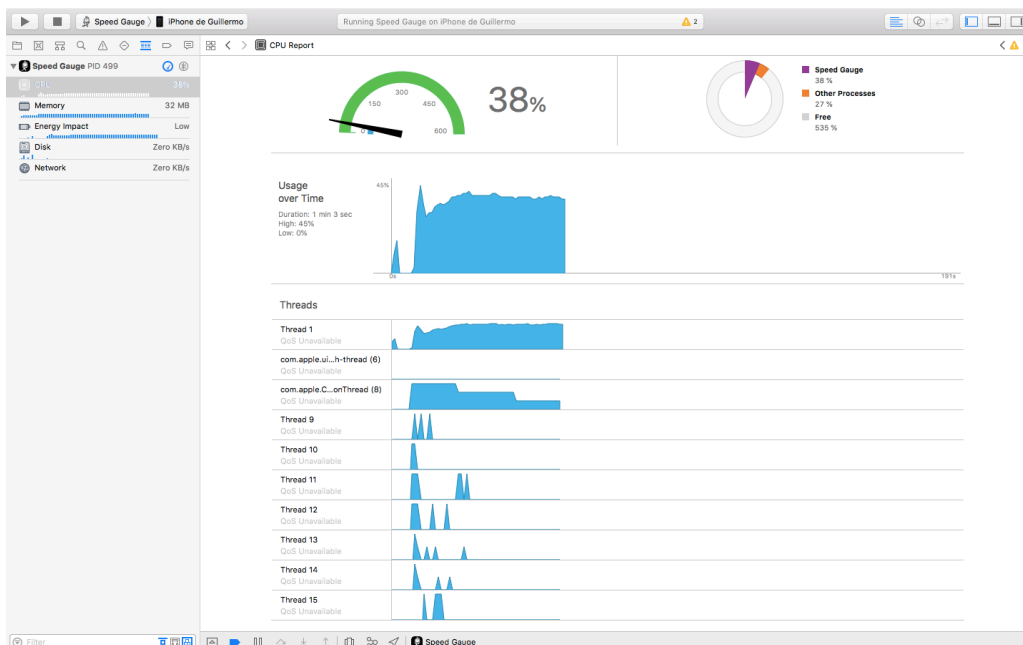 Speed Gauge
iPhone de Guillermo
Running Speed Gauge on iPhone de Guillermo
2
CPU Report
Speed Gauge PID 499
CPU 38%
Memory 32 MB
Energy Impact Low
Disk Zero KB/s
Network Zero KB/s
0
150
300
450
600
38%
Speed Gauge
38 %
Other Processes
27 %
Free
535 %
Usage
over Time
Duration: 1 min 3 sec
High: 45%
Low: 0%
45%
0s
191s
Threads
Thread 1
QoS Unavailable
com.apple.ui...h-thread (6)
QoS Unavailable
com.apple.C...onThread (8)
QoS Unavailable
Thread 9
QoS Unavailable
Thread 10
QoS Unavailable
Thread 11
QoS Unavailable
Thread 12
QoS Unavailable
Thread 13
QoS Unavailable
Thread 14
QoS Unavailable
Thread 15
QoS Unavailable
Filter
Speed Gauge